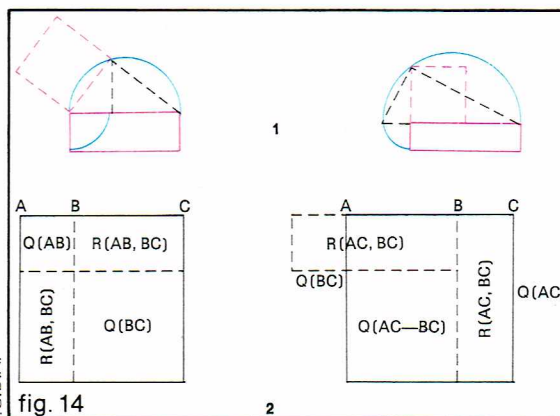 1
A B C
Q(AB) R(AB, BC)
R(AB, BC)
Q(BC)
A B C
R(AC, BC)
Q(BC)
Q(AC—BC)
R(AC, BC)
Q(AC
fig. 14
2